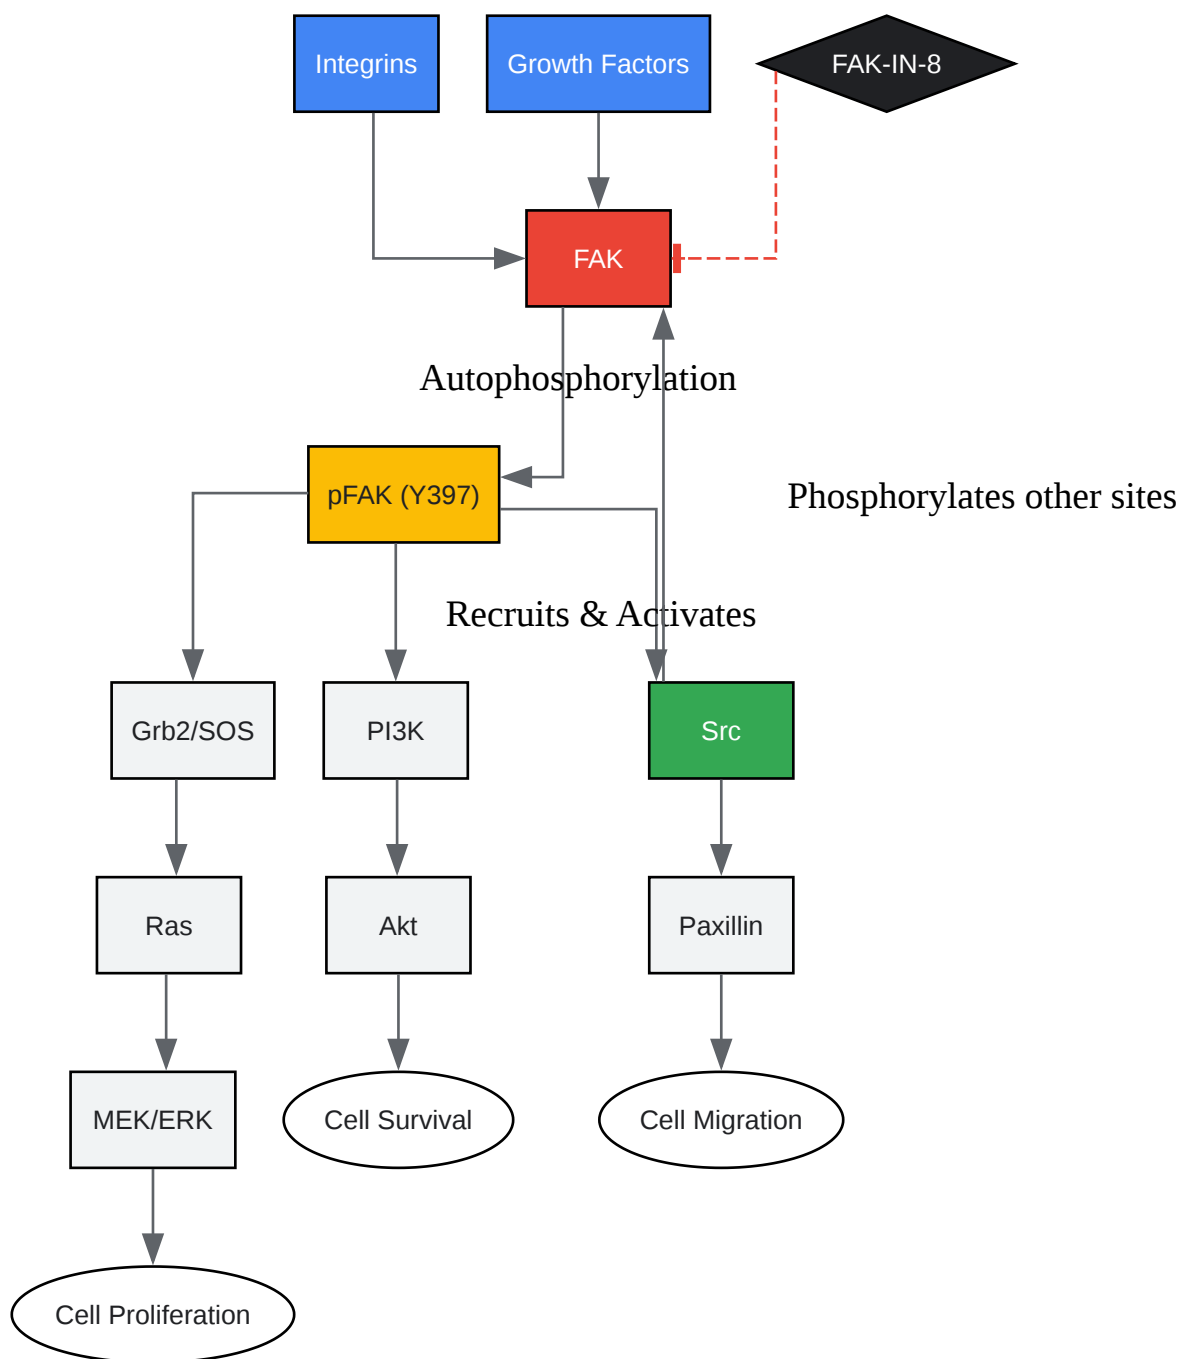 Integrins
Growth Factors
FAK-IN-8
FAK
Autophosphorylation
pFAK (Y397)
Phosphorylates other sites
Recruits & Activates
Grb2/SOS
PI3K
Src
Ras
Akt
Paxillin
MEK/ERK
Cell Survival
Cell Migration
Cell Proliferation